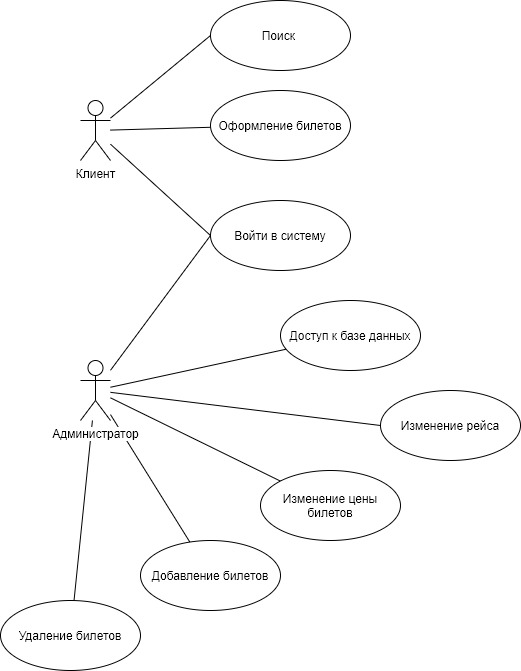 Поиск
Оформление билетов
Клиент
Войти в систему
Доступ к базе данных
Изменение рейса
Администратор
Изменение цены
билетов
Добавление билетов
Удаление билетов